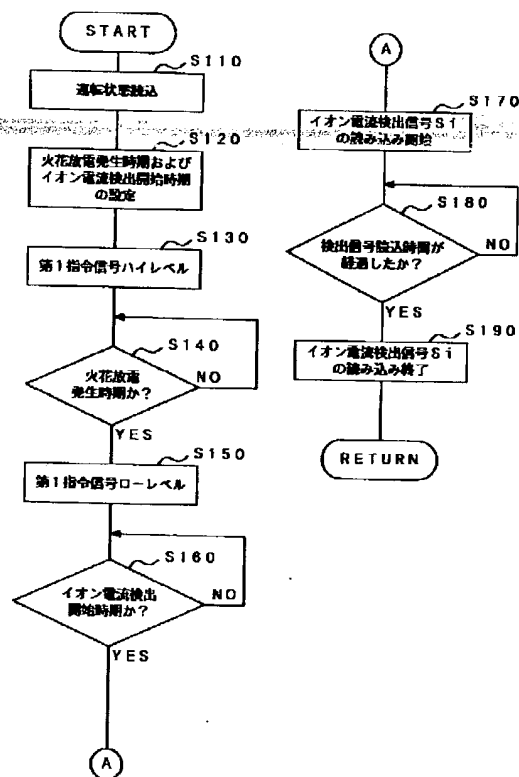 START
S110
運転状態読込
S120
火花放電発生時期および
イオン電流検出開始時期
の設定
S130
第1指令信号ハイレベル
S140
火花放電
発生時期か?
NO
YES
S150
第1指令信号ローレベル
S160
イオン電流検出
開始時期か?
NO
YES
A
A
S170
イオン電流検出信号Si
の読み込み開始
S180
検出信号読込時間が
経過したか?
NO
YES
S190
イオン電流検出信号Si
の読み込み終了
RETURN